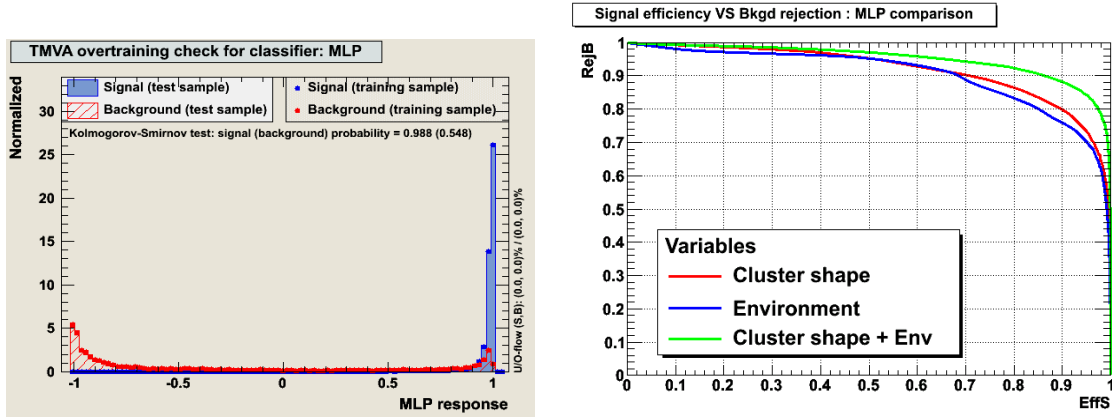 TMVA overtraining check for classifier: MLP
Normalized
Signal (test sample)
Background (test sample)
Signal (training sample)
Background (training sample)
Kolmogorov-Smirnov test: signal (background) probability = 0.988 (0.548)
30
25
20
15
10
5
0
-1
-0.5
0
0.5
1
MLP response
U/O-flow (S,B): (0.0, 0.0)% / (0.0, 0.0)%
Signal efficiency VS Bkgd rejection : MLP comparison
RejB
1
0.9
0.8
0.7
0.6
0.5
0.4
0.3
0.2
0.1
0
Variables
Cluster shape
Environment
Cluster shape + Env
0
0.1
0.2
0.3
0.4
0.5
0.6
0.7
0.8
0.9
1
EffS